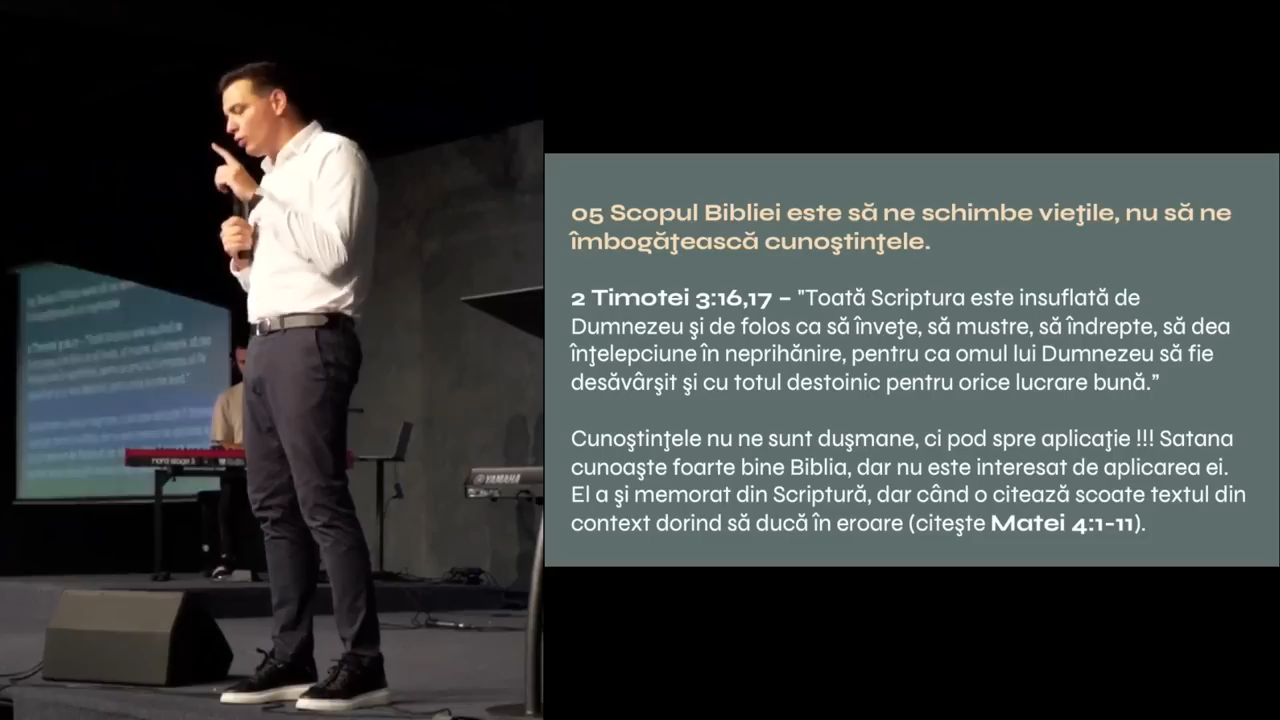 05 Scopul Bibliei este să ne schimbe vieţile, nu să ne
îmbogăţească cunoştinţele.
2 Timotei 3:16,17 – "Toată Scriptura este insuflată de
Dumnezeu şi de folos ca să înveţe, să mustre, să îndrepte, să dea
înţelepciune în neprihănire, pentru ca omul lui Dumnezeu să fie
desăvârşit şi cu totul destoinic pentru orice lucrare bună.”
Cunoştinţele nu ne sunt duşmane, ci pod spre aplicaţie !!! Satana
cunoaşte foarte bine Biblia, dar nu este interesat de aplicarea ei.
El a şi memorat din Scriptură, dar când o citează scoate textul din
context dorind să ducă în eroare (citeşte Matei 4:1-11).
YAMAHA